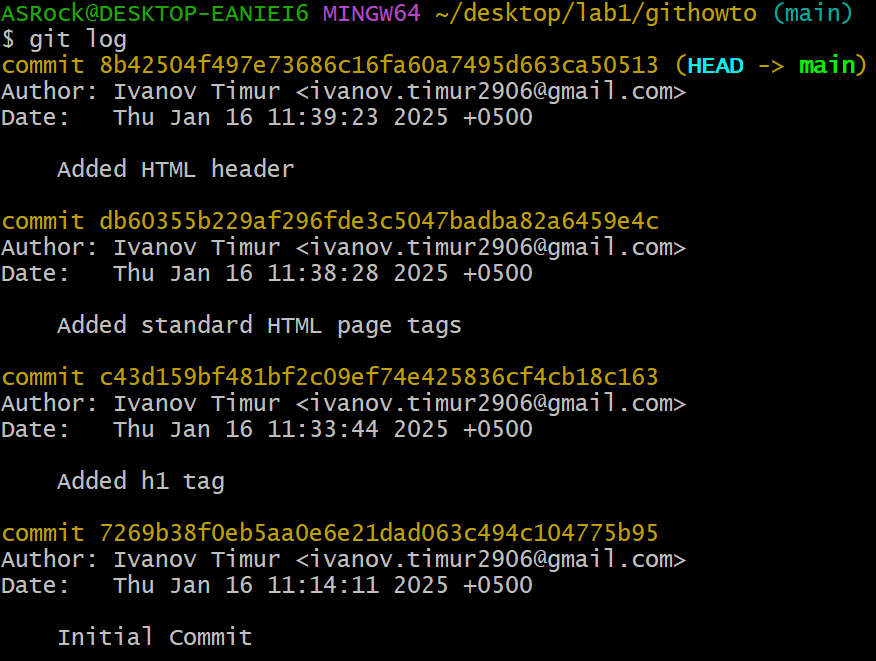 ASRock@DESKTOP-EANIEI6 MINGW64 ~/desktop/lab1/githowto (main)
$ git log
commit 8b42504f497e73686c16fa60a7495d663ca50513 (HEAD -> main)
Author: Ivanov Timur <ivanov.timur2906@gmail.com>
Date:   Thu Jan 16 11:39:23 2025 +0500

    Added HTML header

commit db60355b229af296fde3c5047badba82a6459e4c
Author: Ivanov Timur <ivanov.timur2906@gmail.com>
Date:   Thu Jan 16 11:38:28 2025 +0500

    Added standard HTML page tags

commit c43d159bf481bf2c09ef74e425836cf4cb18c163
Author: Ivanov Timur <ivanov.timur2906@gmail.com>
Date:   Thu Jan 16 11:33:44 2025 +0500

    Added h1 tag

commit 7269b38f0eb5aa0e6e21dad063c494c104775b95
Author: Ivanov Timur <ivanov.timur2906@gmail.com>
Date:   Thu Jan 16 11:14:11 2025 +0500

    Initial Commit